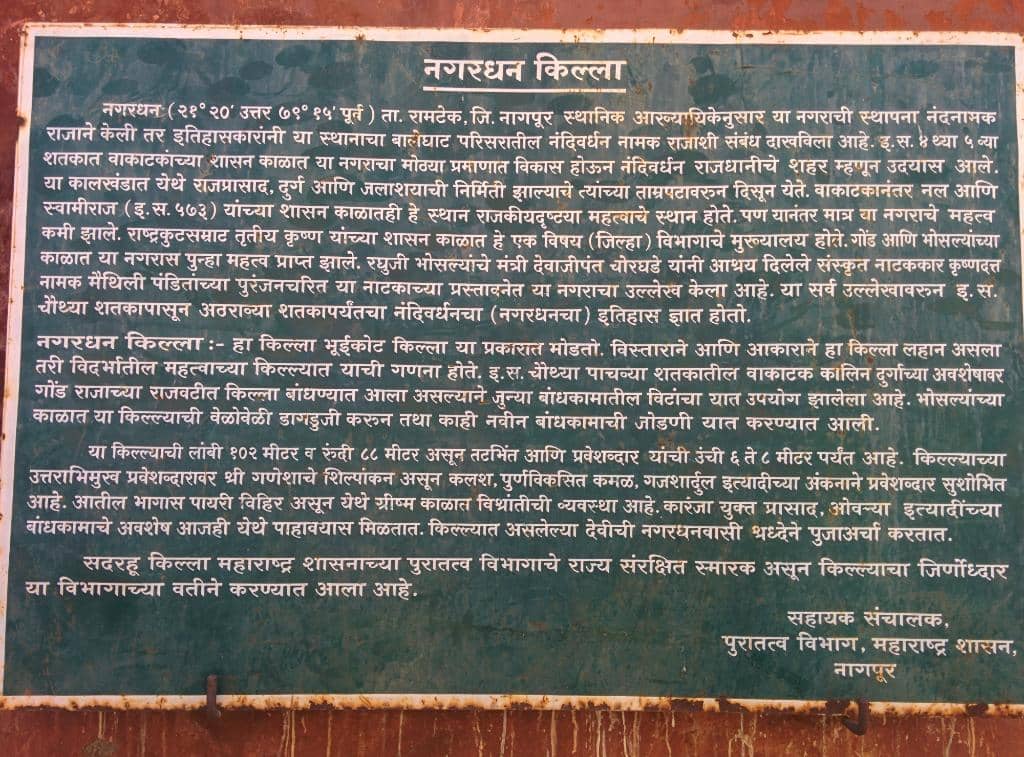 नगरधन किल्ला
नगरधन (२१° २०' उत्तर ७९° १५' पुर्व) ता. रामटेक, जि. नागपूर स्थानिक आख्यायिकेनुसार या नगराची स्थापना नंदनामक
राजाने केली तर इतिहासकारांनी या स्थानाचा बालेघाट परिसरातील नंदिवर्धन नामक राजाशी संबंध दाखविला आहे. इ.स. ४ थ्या ५ व्या
शतकात वाकाटकांच्या शासन काळात या नगराचा मोठया प्रमाणात विकास होऊन नंदिवर्धन राजधानीचे शहर म्हणून उदयास आले.
या कालखंडात येथे राजप्रासाद, दुर्ग आणि जलाशयाची निर्मिती झाल्याचे त्यांच्या ताम्रपटावरुन दिसून येते. वाकाटकानंतर नल आणि
स्वामीराज (इ.स. ५७३) यांच्या शासन काळातही हे स्थान राजकीयदृष्टया महत्वाचे स्थान होते. पण यानंतर मात्र या नगराचे महत्व
कमी झाले. राष्ट्रकुटसम्राट तृतीय कृष्ण यांच्या शासन काळात हे एक विषय (जिल्हा) विभागाचे मुख्यालय होते. गोंड आणि भोसल्यांच्या
काळात या नगरास पुन्हा महत्व प्राप्त झाले. रघुजी भोसल्यांचे मंत्री देवाजीपंत चोरघडे यांनी आश्रय दिलेले संस्कृत नाटककार कृष्णदत्त
नामक मैथिली पंडिताच्या पुरंजनचरित या नाटकाच्या प्रस्तावनेत या नगराचा उल्लेख केला आहे. या सर्व उल्लेखावरुन इ.स.
चौथ्या शतकापासून अठराव्या शतकापर्यंतचा नंदिवर्धनचा (नगरधनचा) इतिहास ज्ञात होतो.
नगरधन किल्ला :- हा किल्ला भूईकोट किल्ला या प्रकारात मोडतो. विस्ताराने आणि आकाराने हा किल्ला लहान असला
तरी विदर्भातील महत्वाच्या किल्ल्यात याची गणना होते. इ.स. चौथ्या पाचव्या शतकातील वाकाटक कालिन दुर्गाच्या अवशेषावर
गोंड राजाच्या राजवटीत किल्ला बांधण्यात आला असल्याने जुन्या बांधकामातील विटांचा यात उपयोग झालेला आहे. भोसल्यांच्या
काळात या किल्ल्याची वेळोवेळी डागडुजी करुन तथा काही नवीन बांधकामाची जोडणी यात करण्यात आली.
या किल्ल्याची लांबी १०२ मीटर व रुंदी ८८ मीटर असून तटभिंत आणि प्रवेशव्दार यांची उंची ६ ते ८ मीटर पर्यंत आहे. किल्ल्याच्या
उत्तराभिमुख प्रवेशव्दारावर श्री गणेशाचे शिल्पांकन असून कलश, पुर्णविकसित कमळ, गजशार्दुल इत्यादीच्या अंकनाने प्रवेशव्दार सुशोभित
आहे. आतील भागास पायरी विहिर असून येथे ग्रीष्म काळात विश्रांतीची व्यवस्था आहे. कारंजा युक्त प्रासाद, ओवऱ्या इत्यादींच्या
बांधकामाचे अवशेष आजही येथे पाहावयास मिळतात. किल्ल्यात असलेल्या देवीची नगरधनवासी श्रध्देने पुजाअर्चा करतात.
सदरहू किल्ला महाराष्ट्र शासनाच्या पुरातत्व विभागाचे राज्य संरक्षित स्मारक असून किल्ल्याचा जिर्णोध्दार
या विभागाच्या वतीने करण्यात आला आहे.
सहायक संचालक,
पुरातत्व विभाग, महाराष्ट्र शासन,
नागपूर